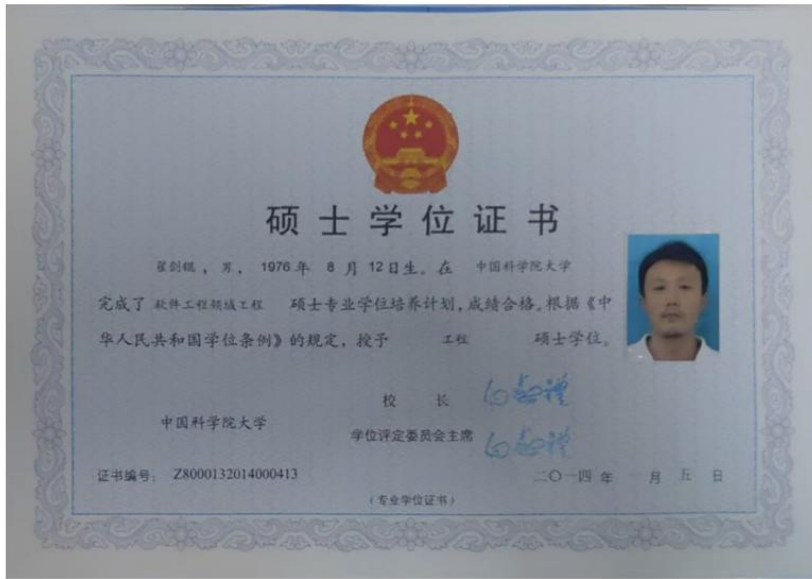 硕士学位证书
翟剑锟，男，1976年 8 月 12日生。在 中国科学院大学
完成了 软件工程领域工程 硕士专业学位培养计划，成绩合格。根据《中
华人民共和国学位条例》的规定，授予 工程 硕士学位。
校 长
中国科学院大学
学位评定委员会主席
证书编号：Z8000132014000413
二〇一四 年 一 月 五 日
（专业学位证书）